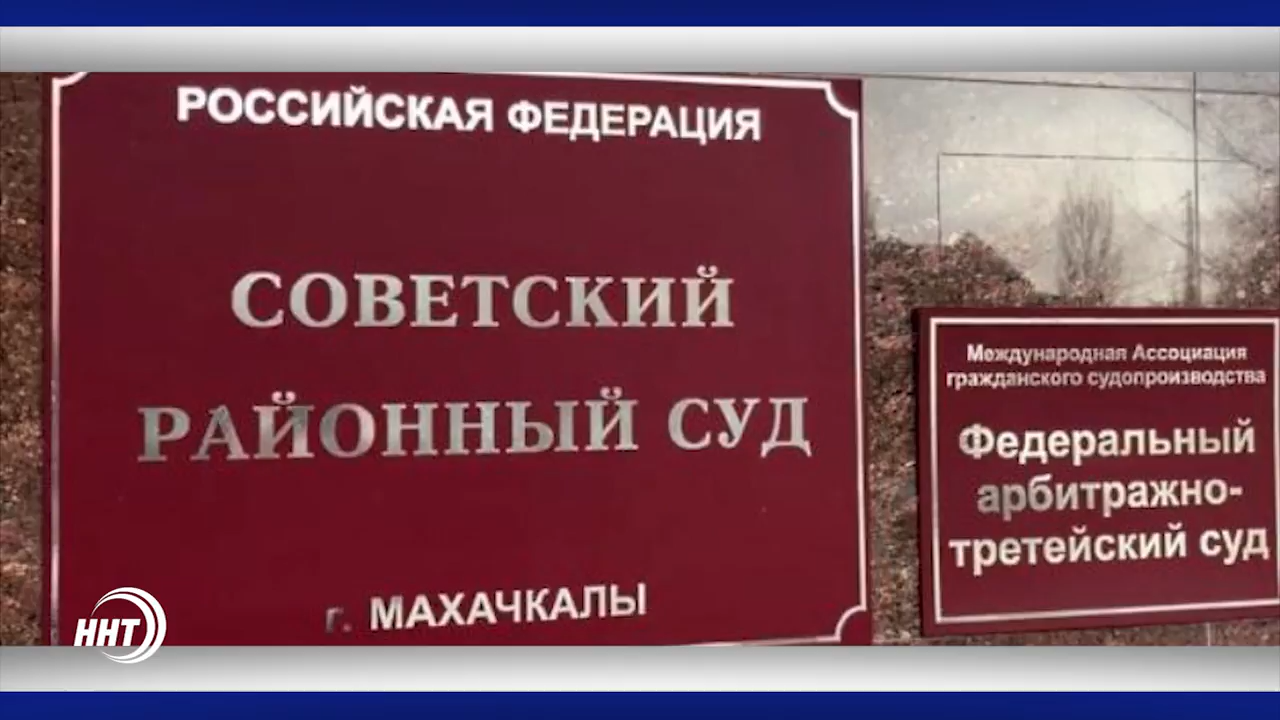 РОССИЙСКАЯ ФЕДЕРАЦИЯ
СОВЕТСКИЙ
РАЙОННЫЙ СУД
г. МАХАЧКАЛЫ
Международная Ассоциация
гражданского судопроизводства
Федеральный
арбитражно-
третейский суд
ННТ